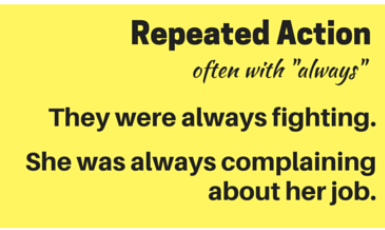 Repeated Action
often with "always"
They were always fighting.
She was always complaining
about her job.